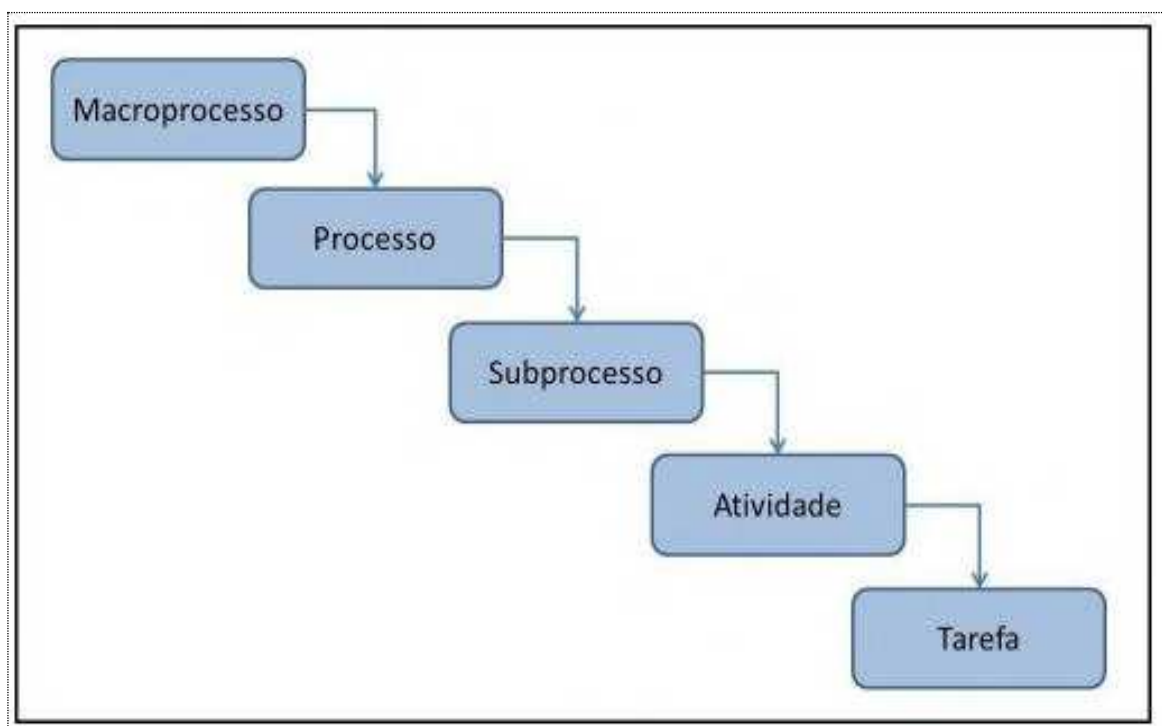 Macroprocesso
Processo
Subprocesso
Atividade
Tarefa